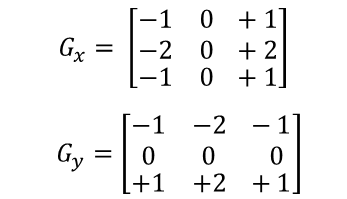 -1 0 +1
Gx = -2 0 +2
-1 0 +1
-1 -2 -1
Gy = 0 0 0
+1 +2 +1